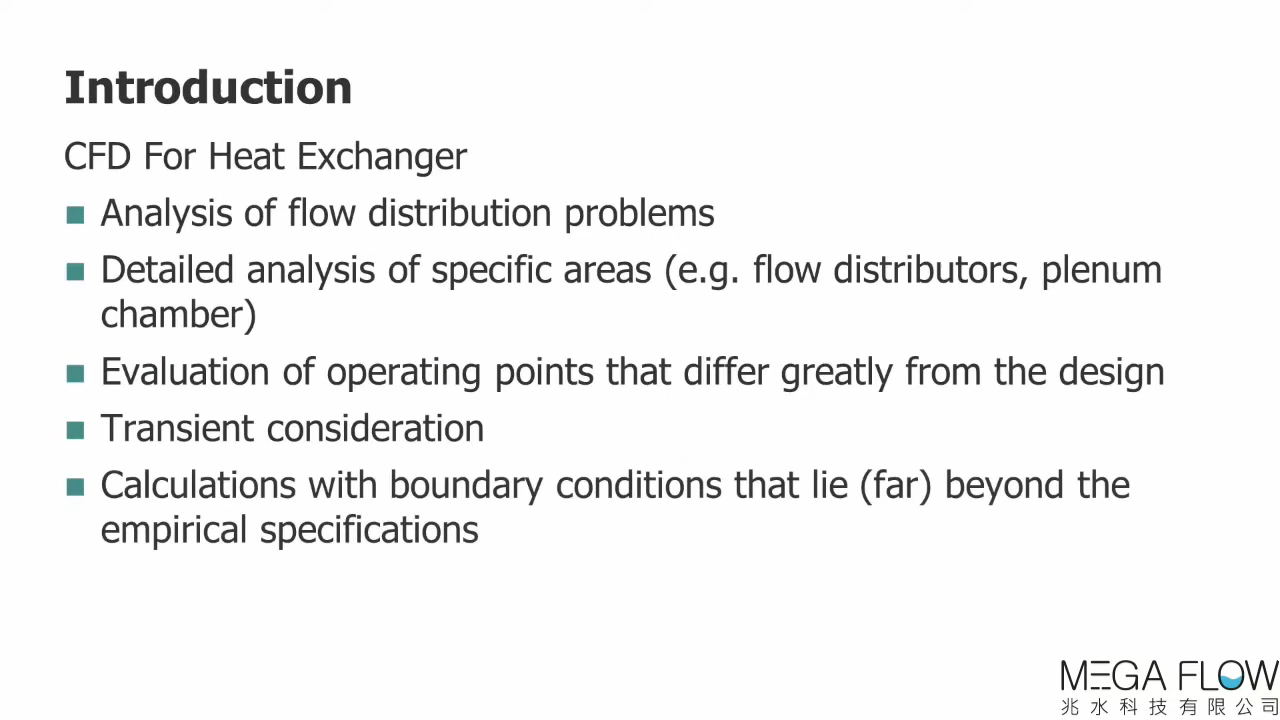 Introduction
CFD For Heat Exchanger
Analysis of flow distribution problems
Detailed analysis of specific areas (e.g. flow distributors, plenum
chamber)
Evaluation of operating points that differ greatly from the design
Transient consideration
Calculations with boundary conditions that lie (far) beyond the
empirical specifications
MEGA FLOW
兆水科技有限公司